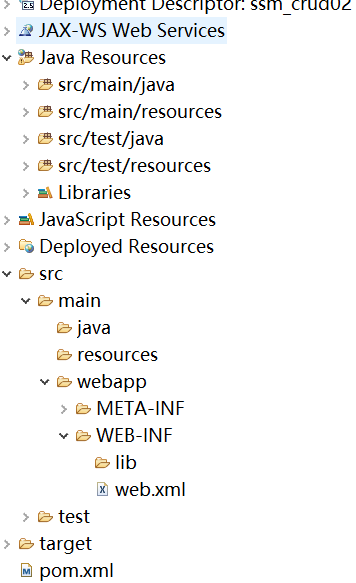 Deployment Descriptor: ssm_crud02
JAX-WS Web Services
Java Resources
src/main/java
src/main/resources
src/test/java
src/test/resources
Libraries
JavaScript Resources
Deployed Resources
src
main
java
resources
webapp
META-INF
WEB-INF
lib
web.xml
test
target
pom.xml